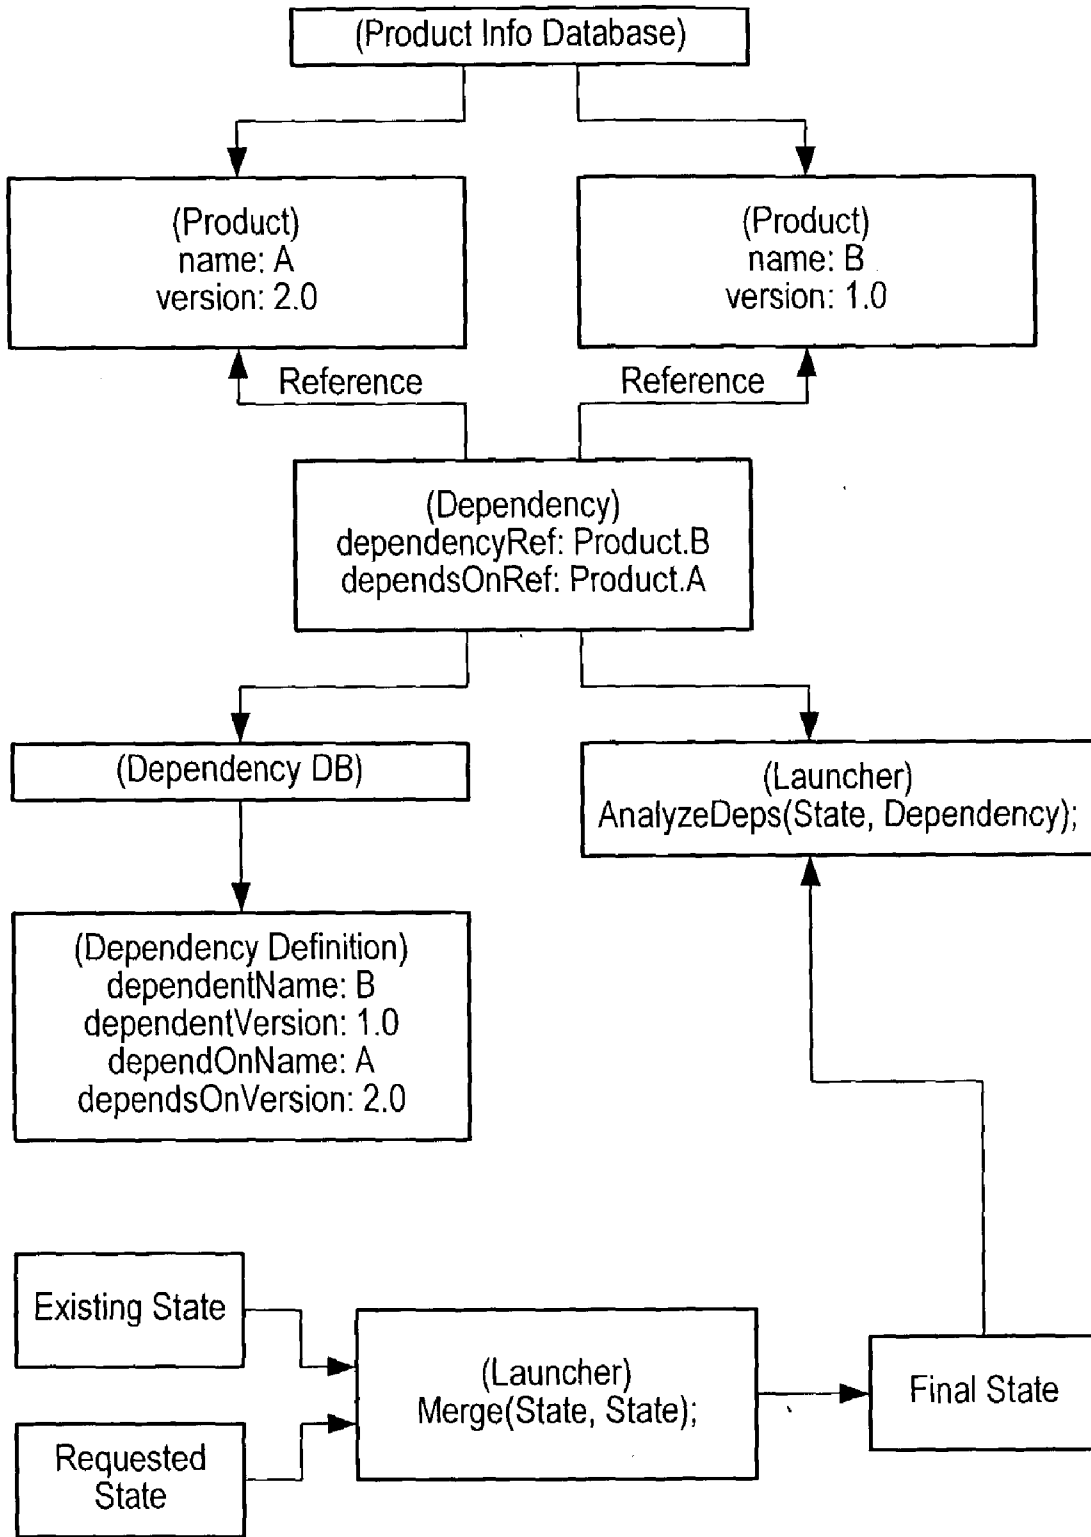 (Product Info Database)
(Product)
name: A
version: 2.0
(Product)
name: B
version: 1.0
Reference
Reference
(Dependency)
dependencyRef: Product.B
dependsOnRef: Product.A
(Dependency DB)
(Launcher)
AnalyzeDeps(State, Dependency);
(Dependency Definition)
dependentName: B
dependentVersion: 1.0
dependOnName: A
dependsOnVersion: 2.0
Existing State
(Launcher)
Merge(State, State);
Final State
Requested
State